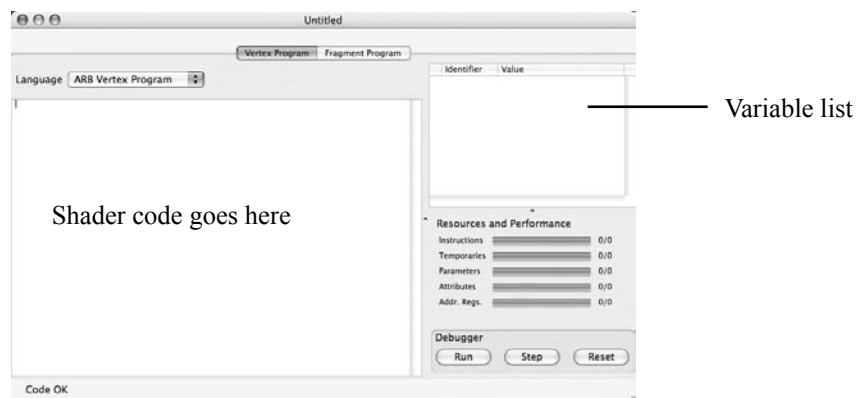 Untitled
Vertex Program Fragment Program
Language ARB Vertex Program
Identifier Value
Variable list
Shader code goes here
Resources and Performance
Instructions 0/0
Temporaries 0/0
Parameters 0/0
Attributes 0/0
Addr. Regs. 0/0
Debugger
Run Step Reset
Code OK